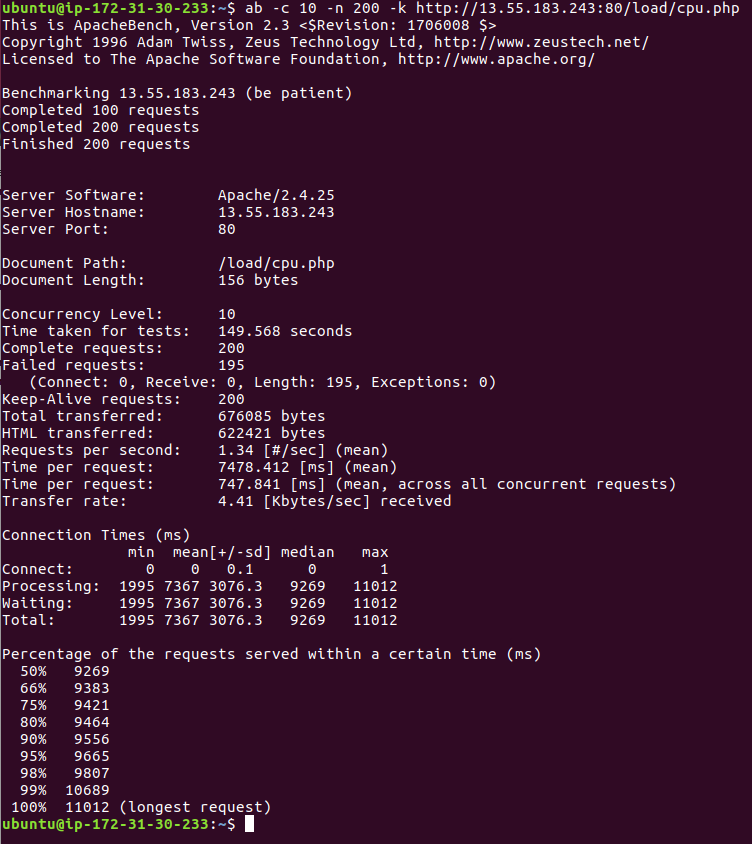 ubuntu@ip-172-31-30-233:~$ ab -c 10 -n 200 -k http://13.55.183.243:80/load/cpu.php
This is ApacheBench, Version 2.3 <$Revision: 1706008 $>
Copyright 1996 Adam Twiss, Zeus Technology Ltd, http://www.zeustech.net/
Licensed to The Apache Software Foundation, http://www.apache.org/

Benchmarking 13.55.183.243 (be patient)
Completed 100 requests
Completed 200 requests
Finished 200 requests


Server Software:        Apache/2.4.25
Server Hostname:        13.55.183.243
Server Port:            80

Document Path:          /load/cpu.php
Document Length:        156 bytes

Concurrency Level:      10
Time taken for tests:   149.568 seconds
Complete requests:      200
Failed requests:        195
   (Connect: 0, Receive: 0, Length: 195, Exceptions: 0)
Keep-Alive requests:    200
Total transferred:      676085 bytes
HTML transferred:       622421 bytes
Requests per second:    1.34 [#/sec] (mean)
Time per request:       7478.412 [ms] (mean)
Time per request:       747.841 [ms] (mean, across all concurrent requests)
Transfer rate:          4.41 [Kbytes/sec] received

Connection Times (ms)
              min  mean[+/-sd] median   max
Connect:        0    0   0.1      0       1
Processing:  1995 7367 3076.3   9269   11012
Waiting:     1995 7367 3076.3   9269   11012
Total:       1995 7367 3076.3   9269   11012

Percentage of the requests served within a certain time (ms)
  50%   9269
  66%   9383
  75%   9421
  80%   9464
  90%   9556
  95%   9665
  98%   9807
  99%  10689
 100%  11012 (longest request)
ubuntu@ip-172-31-30-233:~$